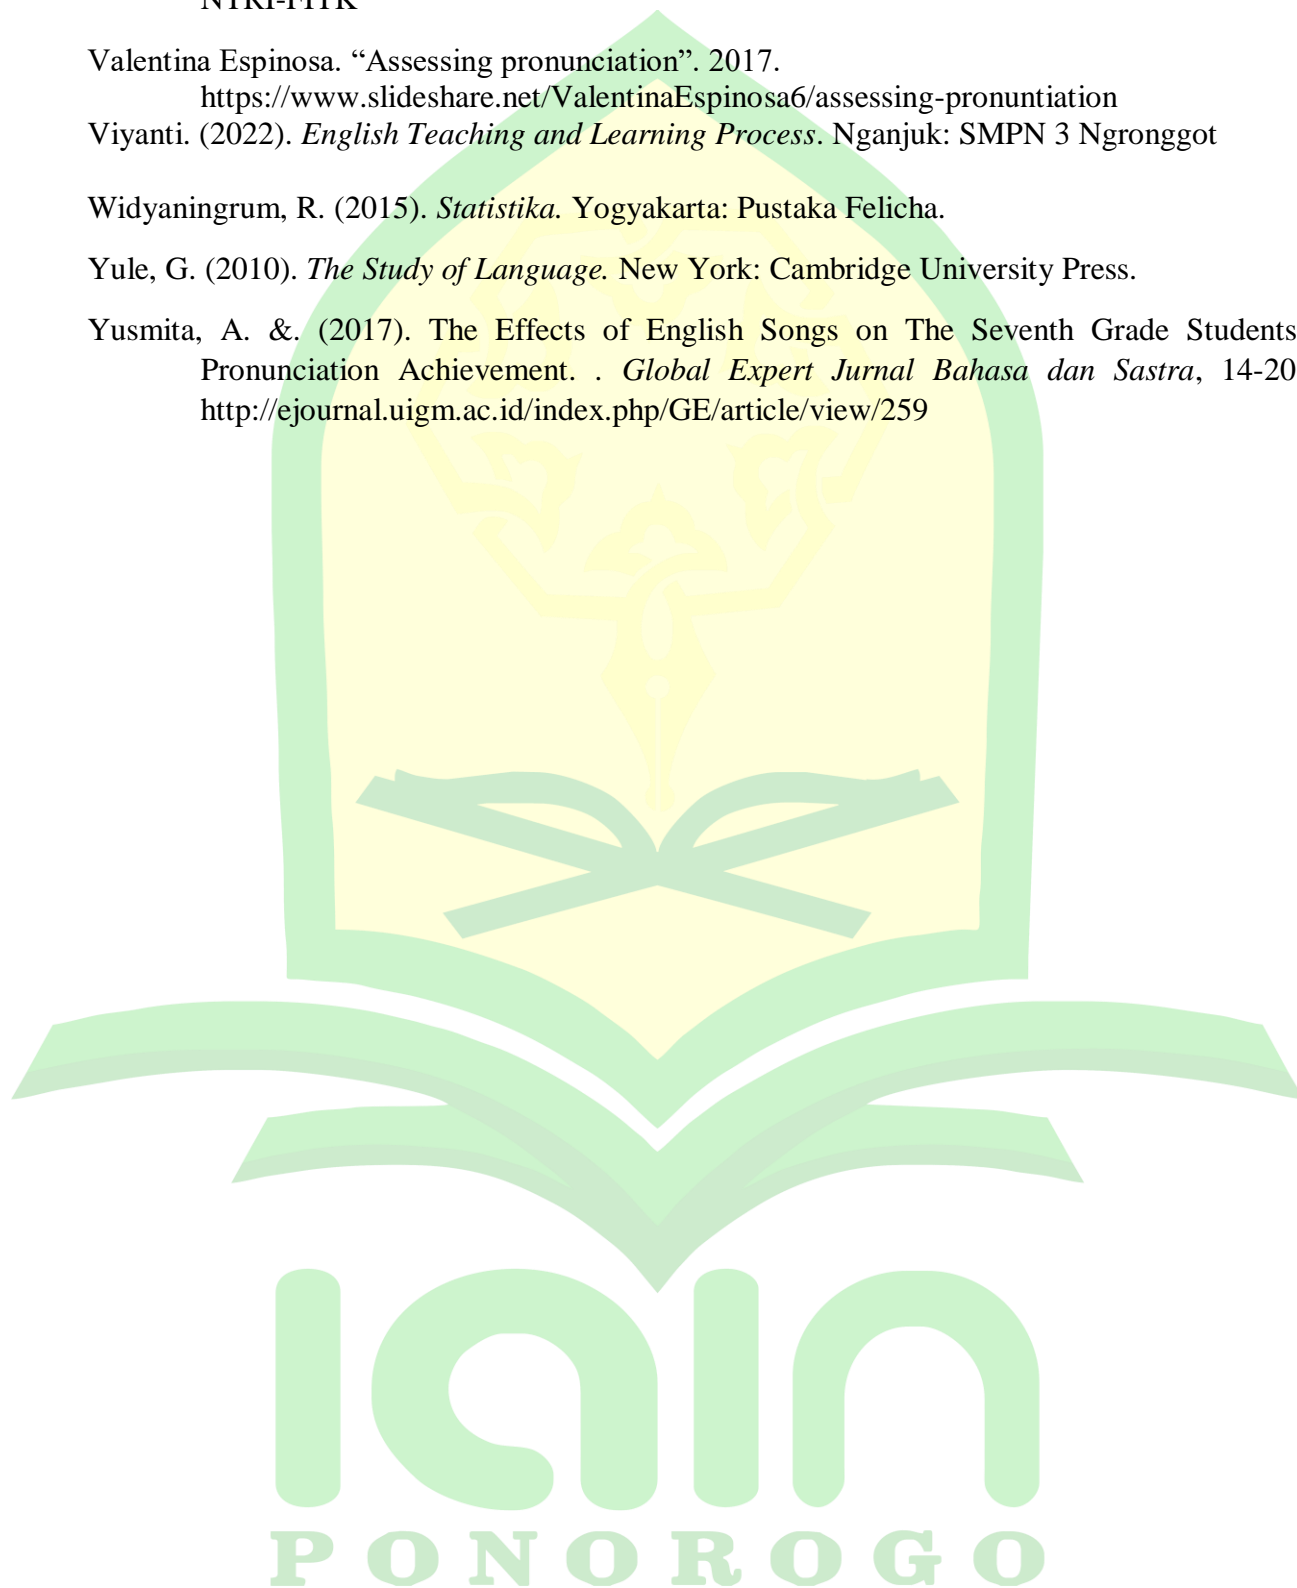 Valentina Espinosa. “Assessing pronunciation”. 2017.
https://www.slideshare.net/ValentinaEspinosa6/assessing-pronuntiation
Viyanti. (2022). English Teaching and Learning Process. Nganjuk: SMPN 3 Ngronggot
Widyaningrum, R. (2015). Statistika. Yogyakarta: Pustaka Felicha.
Yule, G. (2010). The Study of Language. New York: Cambridge University Press.
Yusmita, A. &. (2017). The Effects of English Songs on The Seventh Grade Students
Pronunciation Achievement. . Global Expert Jurnal Bahasa dan Sastra, 14-20
http://ejournal.uigm.ac.id/index.php/GE/article/view/259
iain
PONOROGO